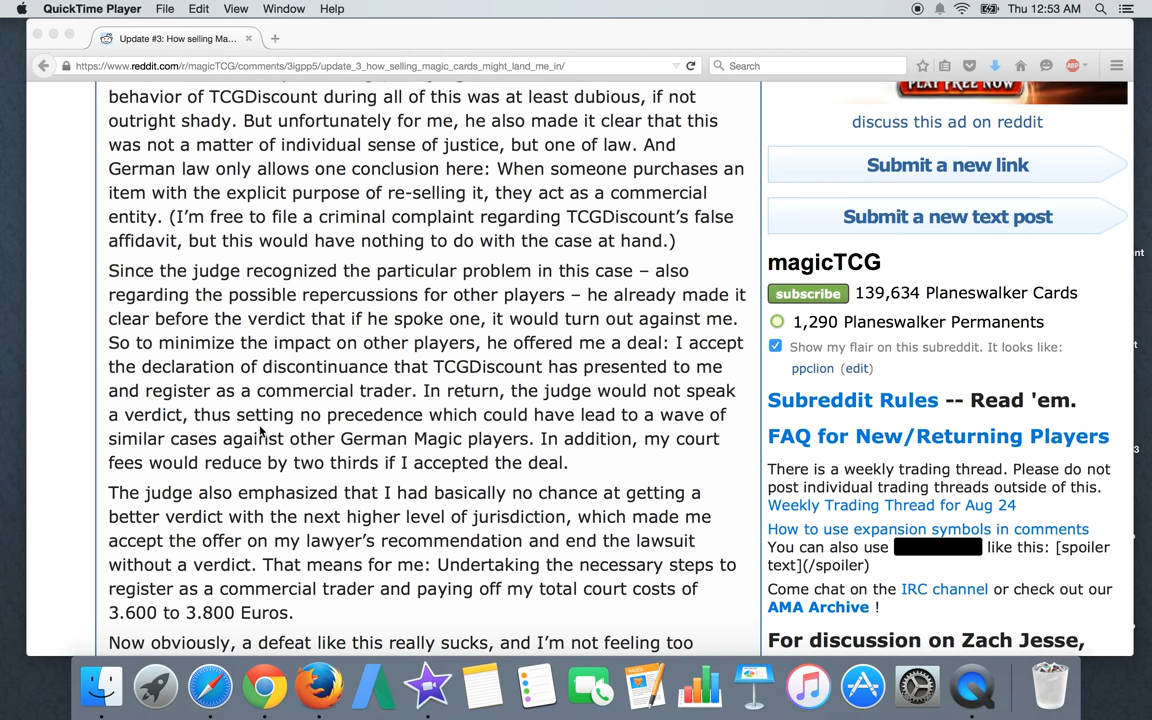 QuickTime Player File Edit View Window Help Thu 12:53 AM
Update #3: How selling Ma...
https://www.reddit.com/r/magicTCG/comments/3igpp5/update_3_how_selling_magic_cards_might_land_me_in/ Search
behavior of TCGDiscount during all of this was at least dubious, if not
outright shady. But unfortunately for me, he also made it clear that this
was not a matter of individual sense of justice, but one of law. And
German law only allows one conclusion here: When someone purchases an
item with the explicit purpose of re-selling it, they act as a commercial
entity. (I'm free to file a criminal complaint regarding TCGDiscount's false
affidavit, but this would have nothing to do with the case at hand.)
Since the judge recognized the particular problem in this case – also
regarding the possible repercussions for other players – he already made it
clear before the verdict that if he spoke one, it would turn out against me.
So to minimize the impact on other players, he offered me a deal: I accept
the declaration of discontinuance that TCGDiscount has presented to me
and register as a commercial trader. In return, the judge would not speak
a verdict, thus setting no precedence which could have lead to a wave of
similar cases against other German Magic players. In addition, my court
fees would reduce by two thirds if I accepted the deal.
The judge also emphasized that I had basically no chance at getting a
better verdict with the next higher level of jurisdiction, which made me
accept the offer on my lawyer's recommendation and end the lawsuit
without a verdict. That means for me: Undertaking the necessary steps to
register as a commercial trader and paying off my total court costs of
3.600 to 3.800 Euros.
Now obviously, a defeat like this really sucks, and I'm not feeling too
PLAY FREE NOW
discuss this ad on reddit
Submit a new link
Submit a new text post
magicTCG
subscribe 139,634 Planeswalker Cards
1,290 Planeswalker Permanents
Show my flair on this subreddit. It looks like:
ppclion (edit)
Subreddit Rules -- Read 'em.
FAQ for New/Returning Players
There is a weekly trading thread. Please do not
post individual trading threads outside of this.
Weekly Trading Thread for Aug 24
How to use expansion symbols in comments
You can also use like this: [spoiler
text](/spoiler)
Come chat on the IRC channel or check out our
AMA Archive !
For discussion on Zach Jesse,